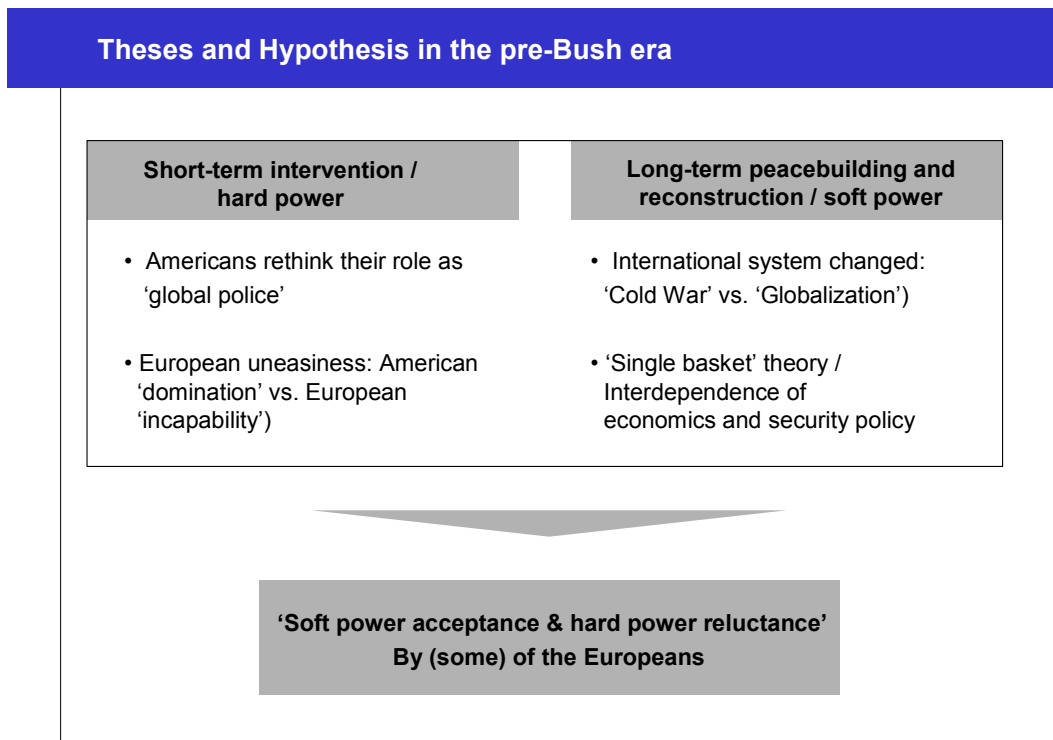 Theses and Hypothesis in the pre-Bush era
Short-term intervention /
hard power
• Americans rethink their role as
‘global police’
• European uneasiness: American
‘domination’ vs. European
‘incapability’)
Long-term peacebuilding and
reconstruction / soft power
• International system changed:
‘Cold War’ vs. ‘Globalization’)
• ‘Single basket’ theory /
Interdependence of
economics and security policy
‘Soft power acceptance & hard power reluctance’
By (some) of the Europeans